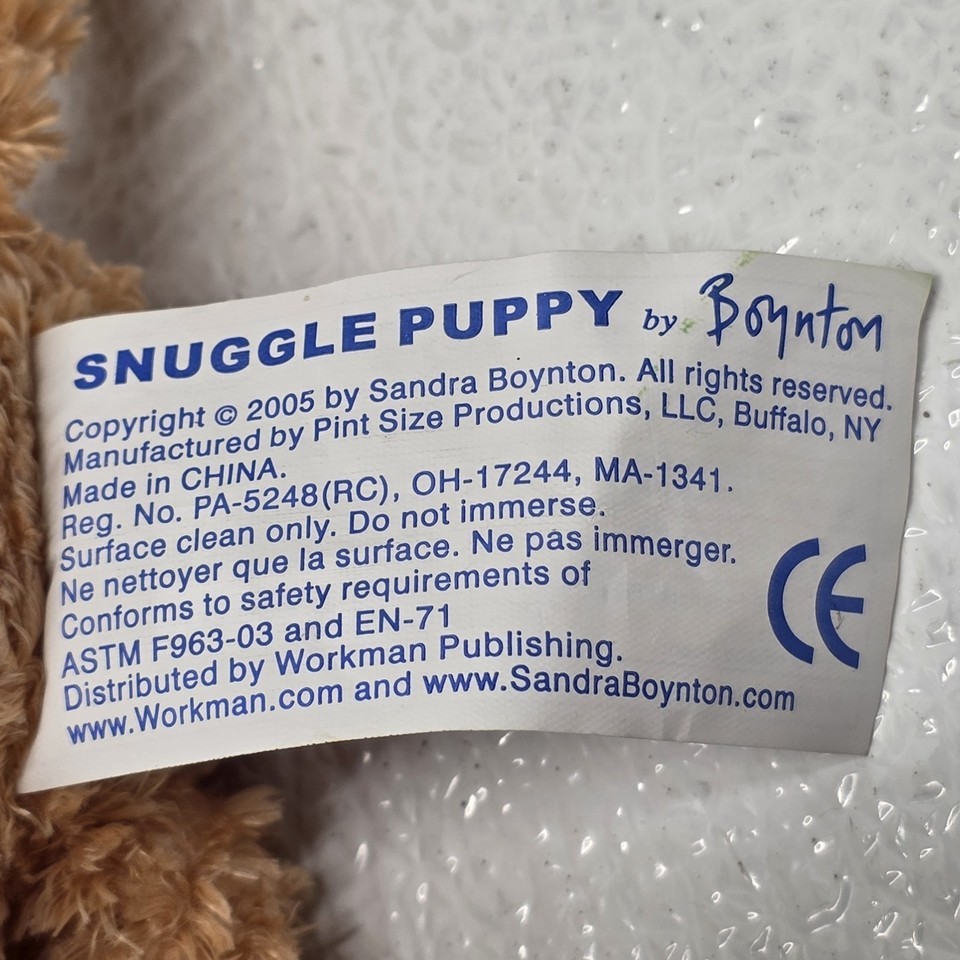 SNUGGLE PUPPY by Boynton
Copyright © 2005 by Sandra Boynton. All rights reserved.
Manufactured by Pint Size Productions, LLC, Buffalo, NY
Made in CHINA.
Reg. No. PA-5248(RC), OH-17244, MA-1341.
Surface clean only. Do not immerse.
Ne nettoyer que la surface. Ne pas immerger.
Conforms to safety requirements of
ASTM F963-03 and EN-71
Distributed by Workman Publishing.
www.Workman.com and www.SandraBoynton.com
CE